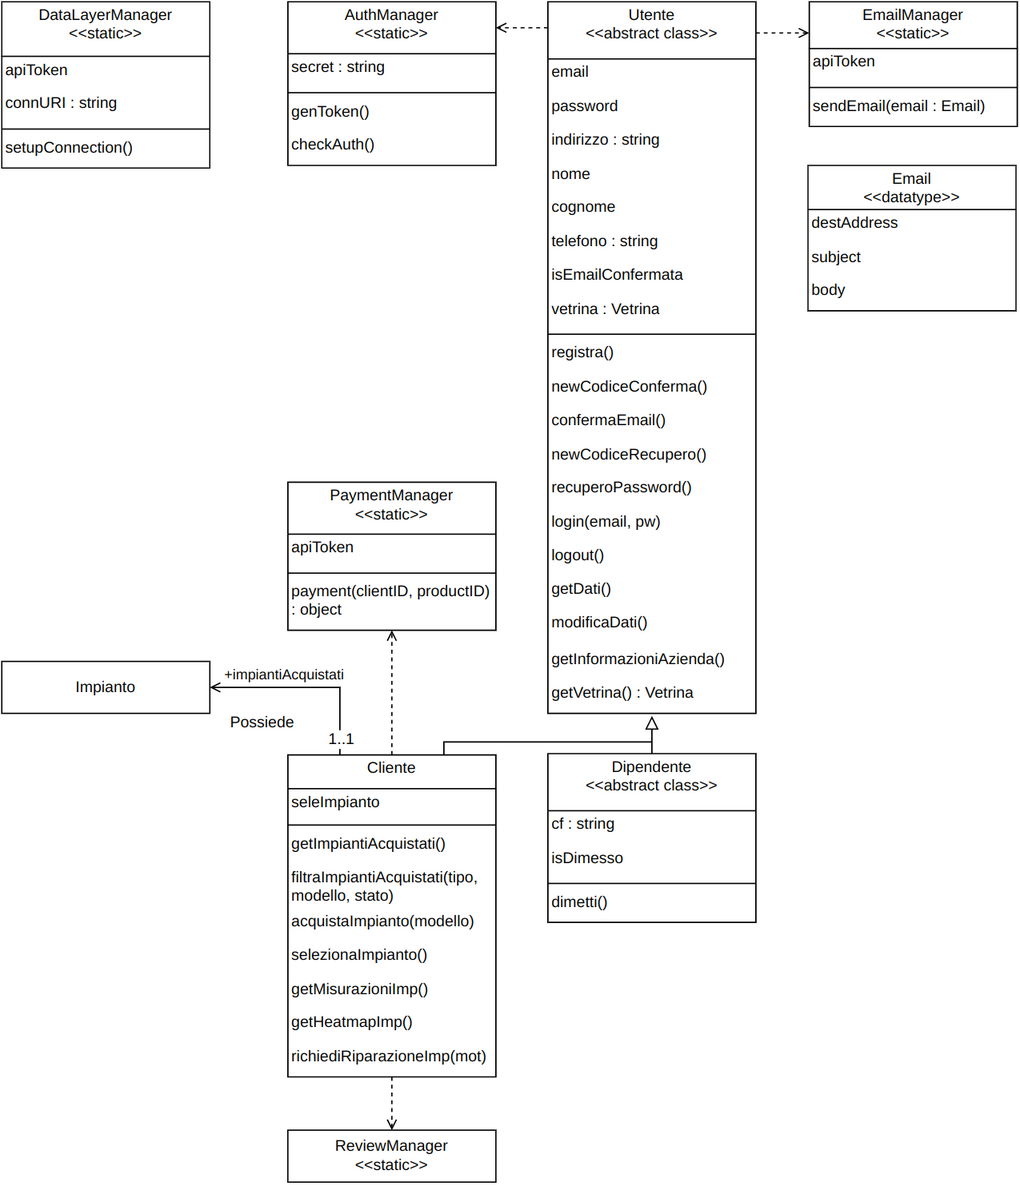 DataLayerManager
<<static>>
apiToken
connURI : string
setupConnection()
AuthManager
<<static>>
secret : string
genToken()
checkAuth()
Utente
<<abstract class>>
email
password
indirizzo : string
nome
cognome
telefono : string
isEmailConfermata
vetrina : Vetrina
registra()
newCodiceConferma()
confermaEmail()
newCodiceRecupero()
recuperoPassword()
login(email, pw)
logout()
getDati()
modificaDati()
getInformazioniAzienda()
getVetrina() : Vetrina
EmailManager
<<static>>
apiToken
sendEmail(email : Email)
Email
<<datatype>>
destAddress
subject
body
PaymentManager
<<static>>
apiToken
payment(clientID, productID)
: object
Impianto
+impiantiAcquistati
Possiede
1..1
Cliente
seleImpianto
getImpiantiAcquistati()
filtraImpiantiAcquistati(tipo,
modello, stato)
acquistaImpianto(modello)
selezionaImpianto()
getMisurazioniImp()
getHeatmapImp()
richiediRiparazioneImp(mot)
Dipendente
<<abstract class>>
cf : string
isDimesso
dimetti()
ReviewManager
<<static>>